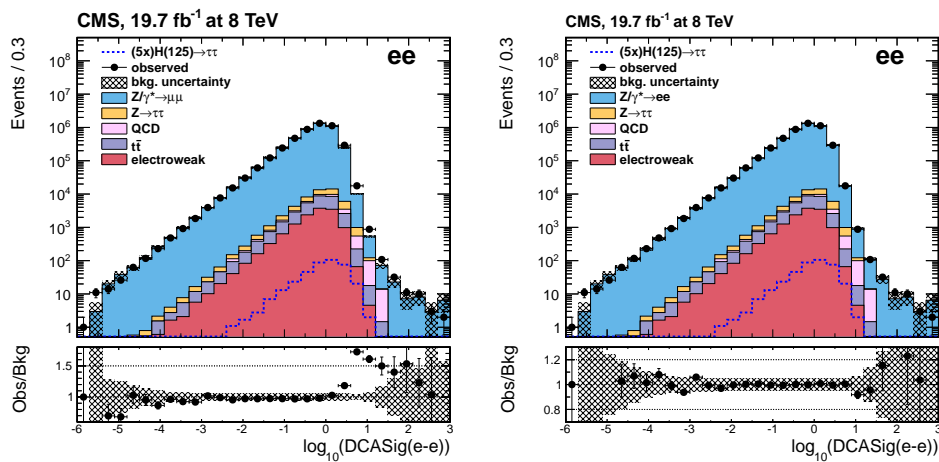 CMS, 19.7 fb⁻¹ at 8 TeV
Events / 0.3
10⁸
10⁷
10⁶
10⁵
10⁴
10³
10²
10
1
ee
(5x)H(125)→ττ
observed
bkg. uncertainty
Z/γ*→μμ
Z→ττ
QCD
tt̄
electroweak
Obs/Bkg
1.5
1
-6 -5 -4 -3 -2 -1 0 1 2 3
log₁₀(DCASig(e-e))
CMS, 19.7 fb⁻¹ at 8 TeV
Events / 0.3
10⁸
10⁷
10⁶
10⁵
10⁴
10³
10²
10
1
ee
(5x)H(125)→ττ
observed
bkg. uncertainty
Z/γ*→ee
Z→ττ
QCD
tt̄
electroweak
Obs/Bkg
1.2
1.0
0.8
-6 -5 -4 -3 -2 -1 0 1 2 3
log₁₀(DCASig(e-e))